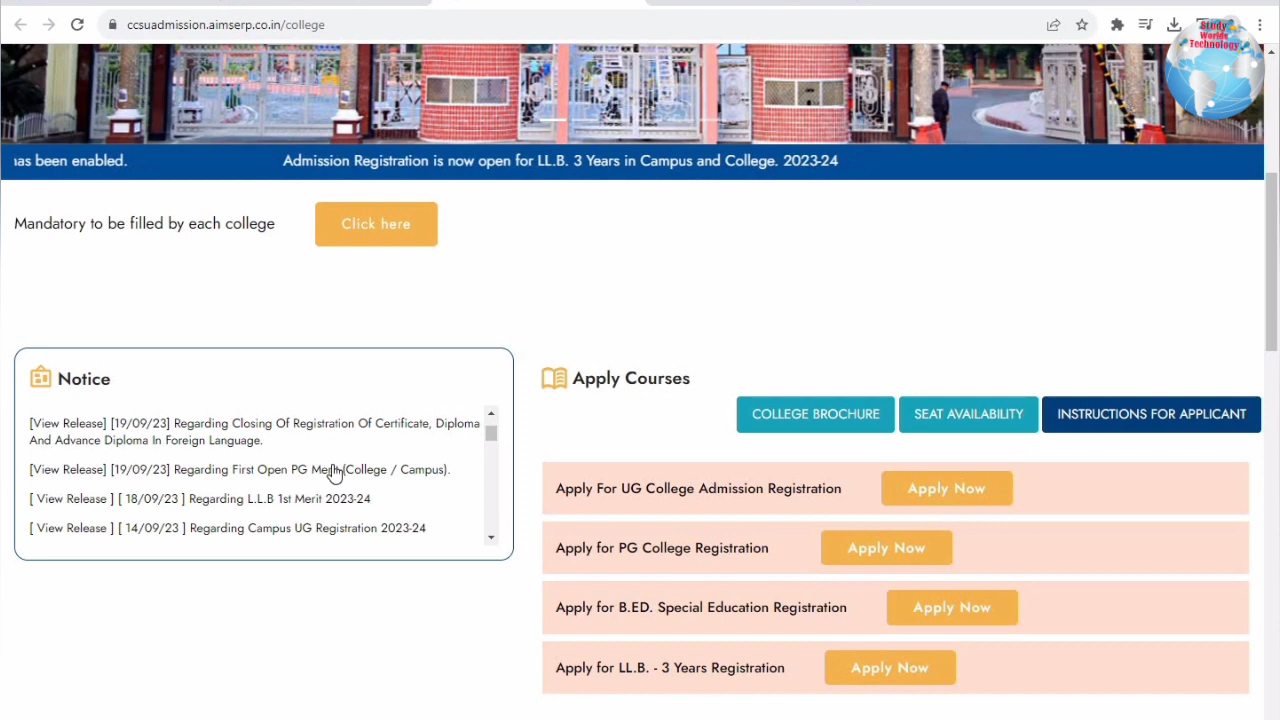 ccsuadmission.aimserp.co.in/college
Study
Worlds
Technology
has been enabled. Admission Registration is now open for LL.B. 3 Years in Campus and College. 2023-24
Mandatory to be filled by each college Click here
Notice
[View Release] [19/09/23] Regarding Closing Of Registration Of Certificate, Diploma
And Advance Diploma In Foreign Language.
[View Release] [19/09/23] Regarding First Open PG Merit (College / Campus).
[ View Release ] [ 18/09/23 ] Regarding L.L.B 1st Merit 2023-24
[ View Release ] [ 14/09/23 ] Regarding Campus UG Registration 2023-24
Apply Courses
COLLEGE BROCHURE SEAT AVAILABILITY INSTRUCTIONS FOR APPLICANT
Apply For UG College Admission Registration Apply Now
Apply for PG College Registration Apply Now
Apply for B.ED. Special Education Registration Apply Now
Apply for LL.B. - 3 Years Registration Apply Now